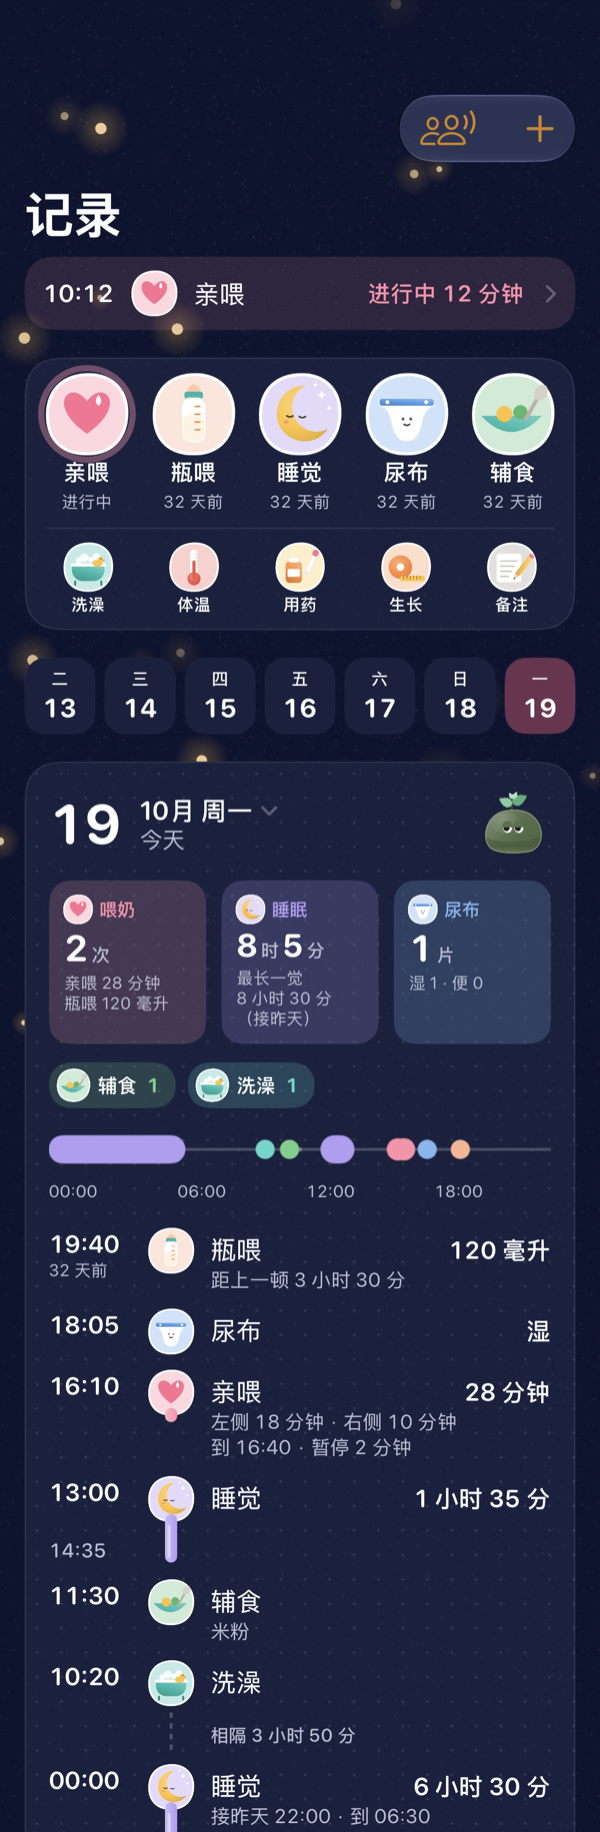 记录
10:12 亲喂 进行中 12 分钟
亲喂 瓶喂 睡觉 尿布 辅食
进行中 32 天前 32 天前 32 天前 32 天前
洗澡 体温 用药 生长 备注
二 三 四 五 六 日 一
13 14 15 16 17 18 19
19 10月 周一
今天
喂奶 睡眠 尿布
2 次 8 时 5 分 1 片
亲喂 28 分钟 最长一觉 湿 1 · 便 0
瓶喂 120 毫升 8 小时 30 分
（接昨天）
辅食 1 洗澡 1
00:00 06:00 12:00 18:00
19:40 瓶喂 120 毫升
32 天前 距上一顿 3 小时 30 分
18:05 尿布 湿
16:10 亲喂 28 分钟
左侧 18 分钟 · 右侧 10 分钟
到 16:40 · 暂停 2 分钟
13:00 睡觉 1 小时 35 分
14:35
11:30 辅食
米粉
10:20 洗澡
相隔 3 小时 50 分
00:00 睡觉 6 小时 30 分
接昨天 22:00 · 到 06:30